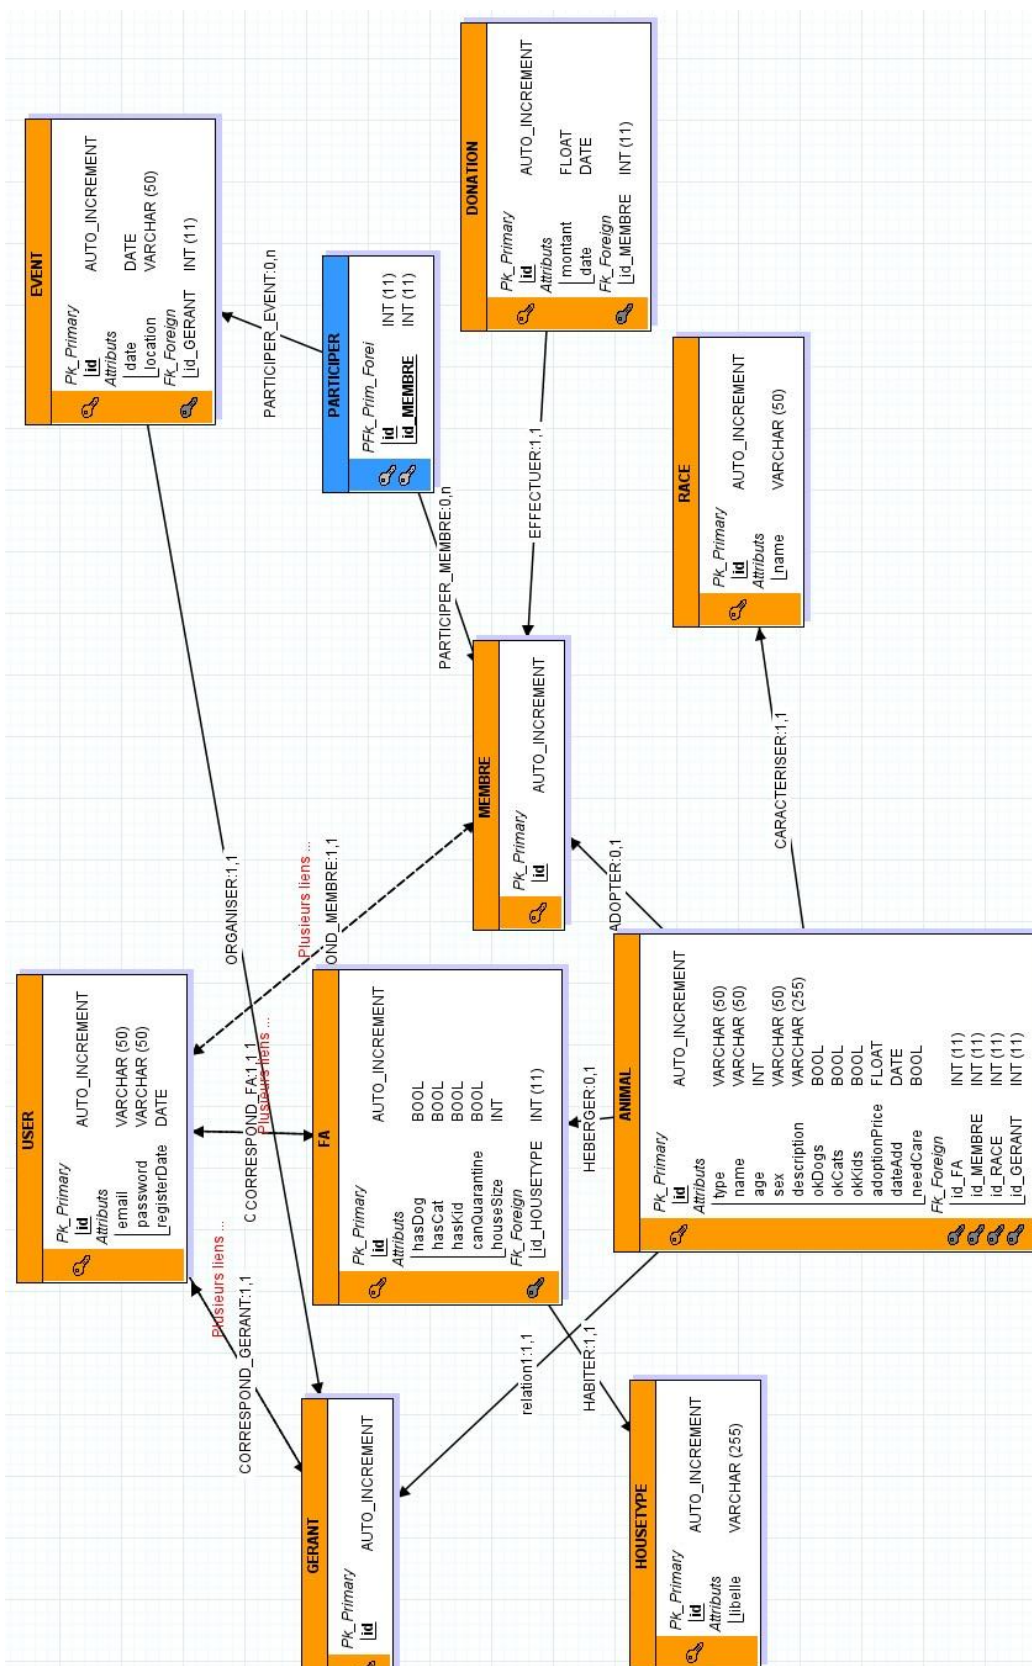 EVENT
Pk_Primary
id AUTO_INCREMENT
Attributs
date DATE
location VARCHAR (50)
Fk_Foreign
id_GERANT INT (11)
PARTICIPER_EVENT:0,n
PARTICIPER
PFk_Prim_Forei
id INT (11)
id_MEMBRE INT (11)
PARTICIPER_MEMBRE:0,n
DONATION
Pk_Primary
id AUTO_INCREMENT
Attributs
montant FLOAT
date DATE
Fk_Foreign
id_MEMBRE INT (11)
EFFECTUER:1,1
RACE
Pk_Primary
id AUTO_INCREMENT
Attributs
name VARCHAR (50)
CARACTERISER:1,1
MEMBRE
Pk_Primary
id AUTO_INCREMENT
ADOPTER:0,1
ORGANISER:1,1
Plusieurs liens ...
OND_MEMBRE:1,1
USER
Pk_Primary
id AUTO_INCREMENT
Attributs
email VARCHAR (50)
password VARCHAR (50)
registerDate DATE
Plusieurs liens ...
CORRESPOND_FA:1,1
FA
Pk_Primary
id AUTO_INCREMENT
Attributs
hasDog BOOL
hasCat BOOL
hasKid BOOL
canQuarantine BOOL
houseSize INT
Fk_Foreign
id_HOUSETYPE INT (11)
HEBERGER:0,1
ANIMAL
Pk_Primary
id AUTO_INCREMENT
Attributs
type VARCHAR (50)
name VARCHAR (50)
age INT
sex VARCHAR (50)
description VARCHAR (255)
okDogs BOOL
okCats BOOL
okKids BOOL
adoptionPrice FLOAT
dateAdd DATE
needCare BOOL
Fk_Foreign
id_FA INT (11)
id_MEMBRE INT (11)
id_RACE INT (11)
id_GERANT INT (11)
Plusieurs liens ...
CORRESPOND_GERANT:1,1
relation1:1,1
HABITER:1,1
GERANT
Pk_Primary
id AUTO_INCREMENT
HOUSETYPE
Pk_Primary
id AUTO_INCREMENT
Attributs
libelle VARCHAR (255)